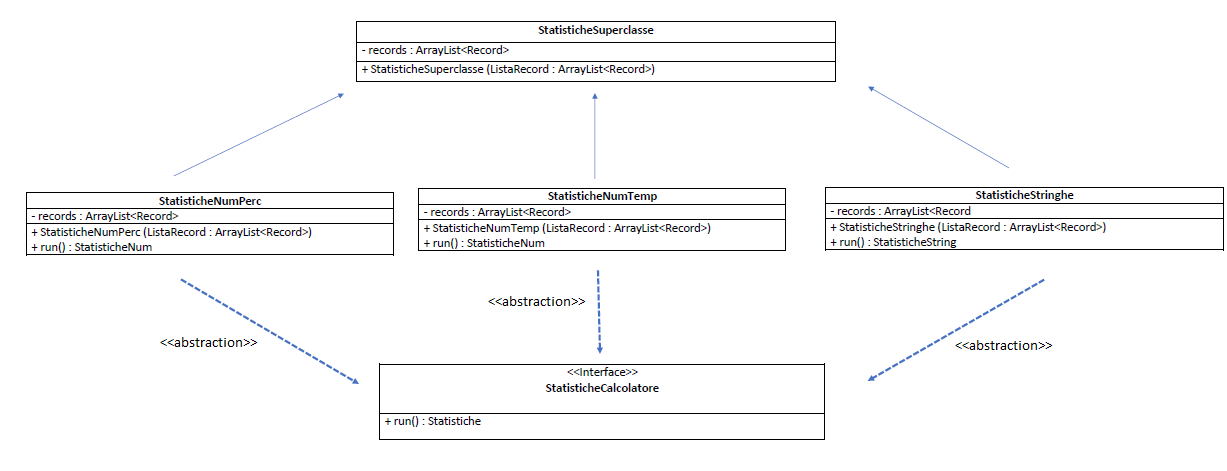 StatisticheSuperclasse
- records : ArrayList<Record>
+ StatisticheSuperclasse (ListaRecord : ArrayList<Record>)
StatisticheNumPerc
- records : ArrayList<Record>
+ StatisticheNumPerc (ListaRecord : ArrayList<Record>)
+ run() : StatisticheNum
StatisticheNumTemp
- records : ArrayList<Record>
+ StatisticheNumTemp (ListaRecord : ArrayList<Record>)
+ run() : StatisticheNum
StatisticheStringhe
- records : ArrayList<Record
+ StatisticheStringhe (ListaRecord : ArrayList<Record>)
+ run() : StatisticheString
<<abstraction>>
<<abstraction>>
<<abstraction>>
<<Interface>>
StatisticheCalcolatore
+ run() : Statistiche